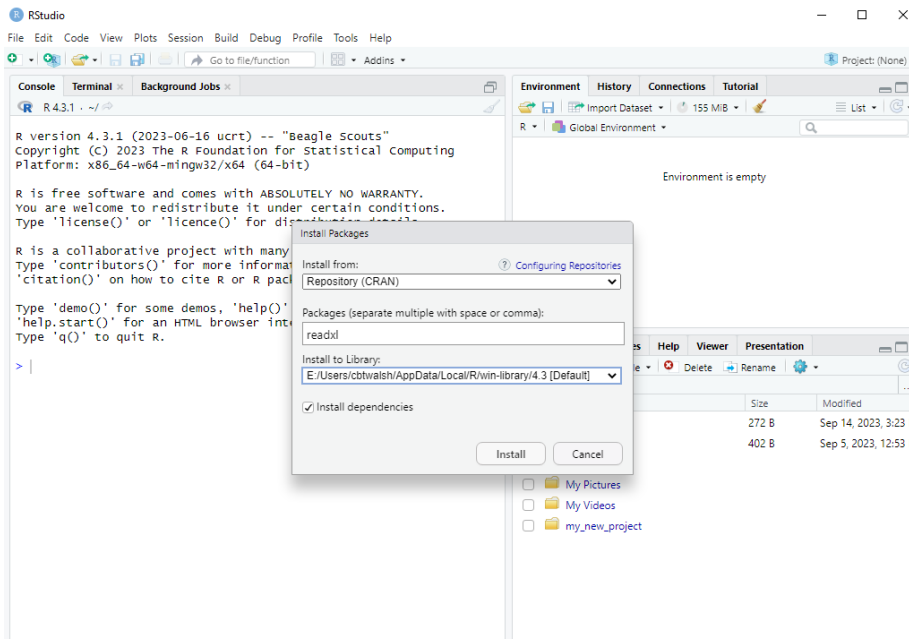 RStudio
File Edit Code View Plots Session Build Debug Profile Tools Help
Go to file/function Addins Project: (None)
Console Terminal Background Jobs
R 4.3.1 · ~/
R version 4.3.1 (2023-06-16 ucrt) -- "Beagle Scouts"
Copyright (C) 2023 The R Foundation for Statistical Computing
Platform: x86_64-w64-mingw32/x64 (64-bit)
R is free software and comes with ABSOLUTELY NO WARRANTY.
You are welcome to redistribute it under certain conditions.
Type 'license()' or 'licence()' for distribution details.
R is a collaborative project with many
Type 'contributors()' for more informat
'citation()' on how to cite R or R pack
Type 'demo()' for some demos, 'help()'
'help.start()' for an HTML browser inte
Type 'q()' to quit R.
>
Install Packages
Install from: Configuring Repositories
Repository (CRAN)
Packages (separate multiple with space or comma):
readxl
Install to Library:
E:/Users/cbtwalsh/AppData/Local/R/win-library/4.3 [Default]
Install dependencies
Install Cancel
Environment History Connections Tutorial
Import Dataset 155 MiB List
R Global Environment
Environment is empty
Help Viewer Presentation
Delete Rename
Size Modified
272 B Sep 14, 2023, 3:23
402 B Sep 5, 2023, 12:53
My Pictures
My Videos
my_new_project